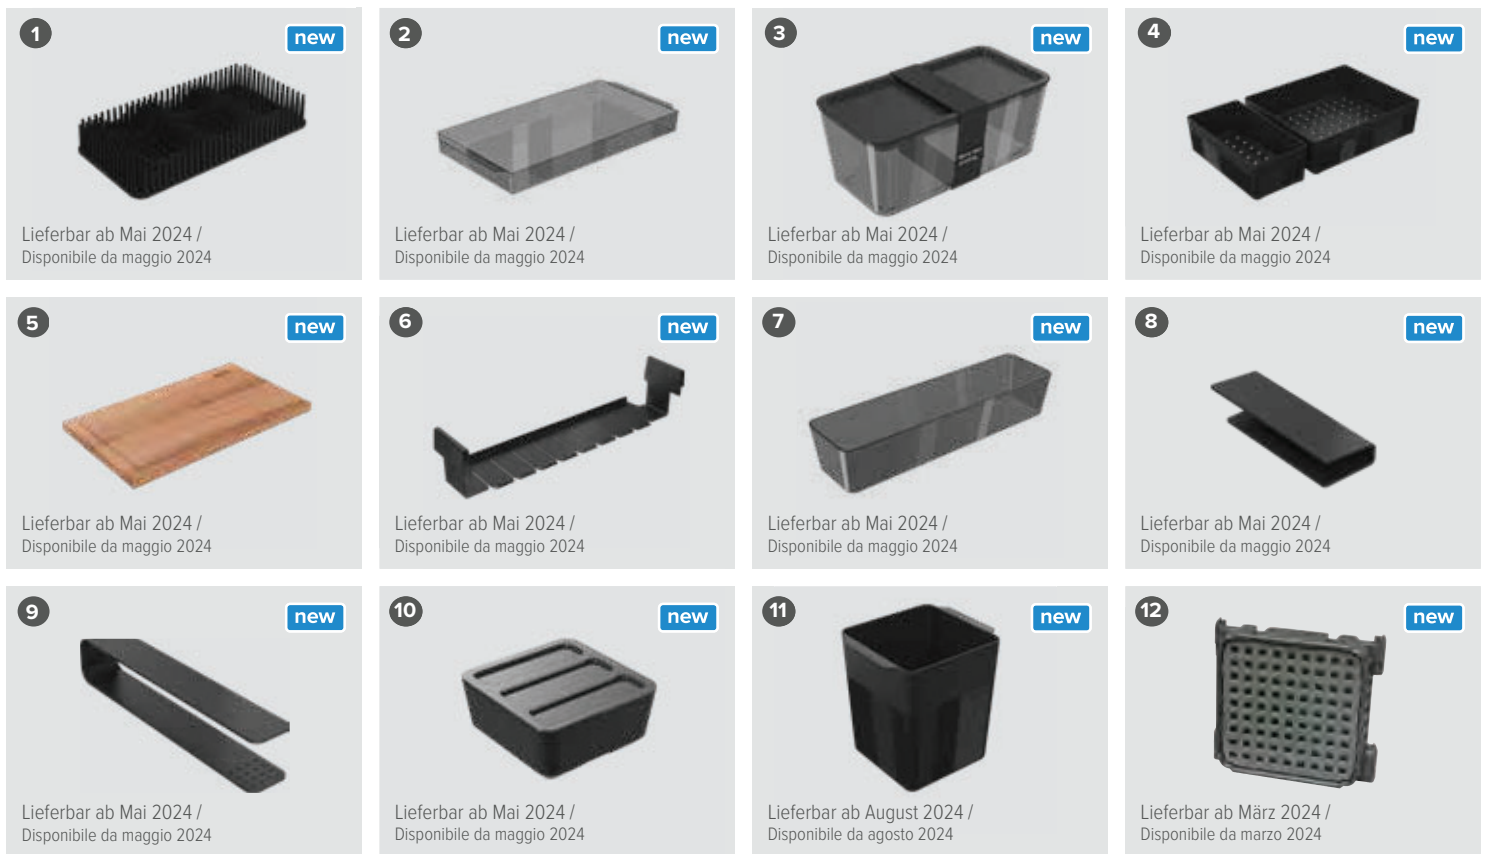 1
new
Lieferbar ab Mai 2024 /
Disponibile da maggio 2024
2
new
Lieferbar ab Mai 2024 /
Disponibile da maggio 2024
3
new
Lieferbar ab Mai 2024 /
Disponibile da maggio 2024
4
new
Lieferbar ab Mai 2024 /
Disponibile da maggio 2024
5
new
Lieferbar ab Mai 2024 /
Disponibile da maggio 2024
6
new
Lieferbar ab Mai 2024 /
Disponibile da maggio 2024
7
new
Lieferbar ab Mai 2024 /
Disponibile da maggio 2024
8
new
Lieferbar ab Mai 2024 /
Disponibile da maggio 2024
9
new
Lieferbar ab Mai 2024 /
Disponibile da maggio 2024
10
new
Lieferbar ab Mai 2024 /
Disponibile da maggio 2024
11
new
Lieferbar ab August 2024 /
Disponibile da agosto 2024
12
new
Lieferbar ab März 2024 /
Disponibile da marzo 2024